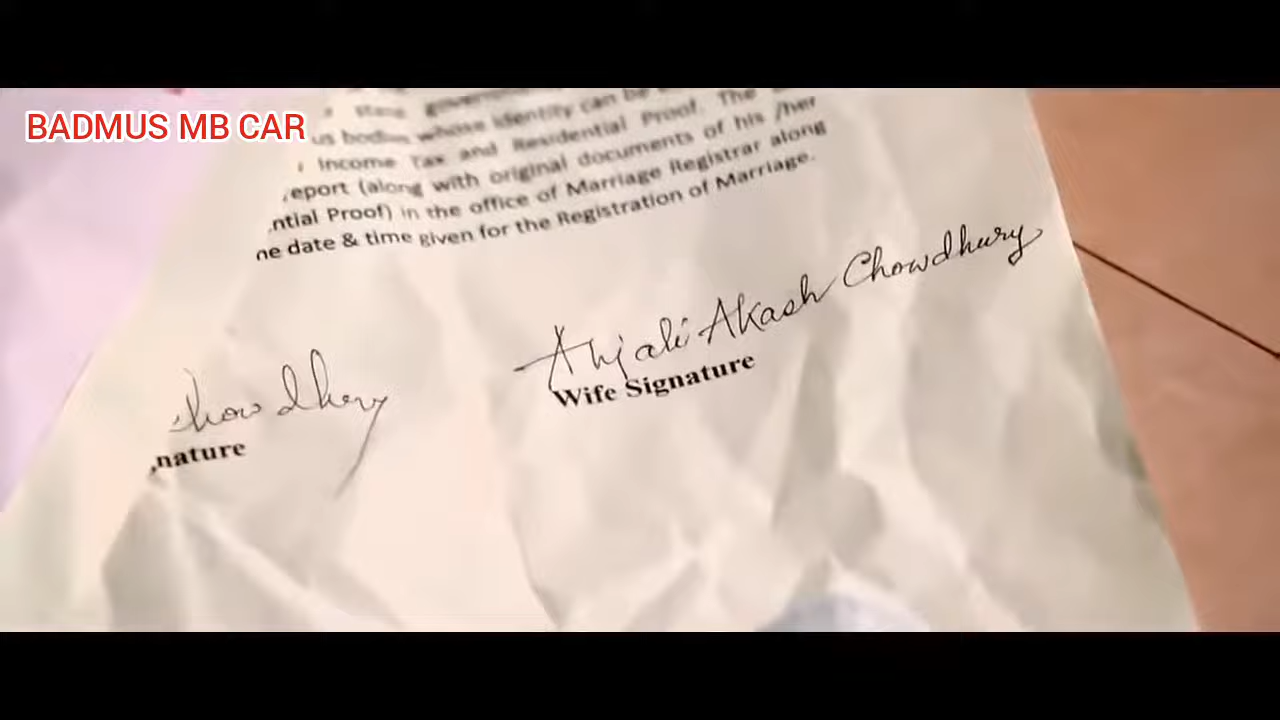 BADMUS MB CAR
state
us bodies whose identity can be
Income Tax and Residential Proof. The
report (along with original documents of his /her
ntial Proof) in the office of Marriage Registrar along
ne date & time given for the Registration of Marriage.
Anjali Akash Chowdhury
Wife Signature
Chowdhery
nature